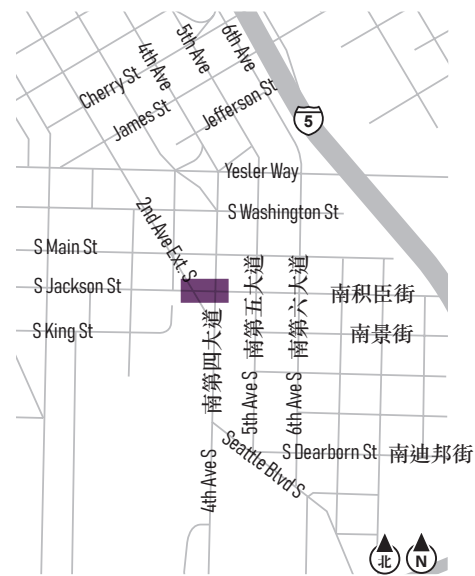 4th Ave
5th Ave
6th Ave
Cherry St
James St
Jefferson St
5
Yesler Way
2nd Ave Ext. S
S Washington St
S Main St
S Jackson St
南积臣街
S King St
南景街
南第四大道
南第五大道
南第六大道
5th Ave S
6th Ave S
4th Ave S
Seattle Blvd S
S Dearborn St
南迪邦街
北
N